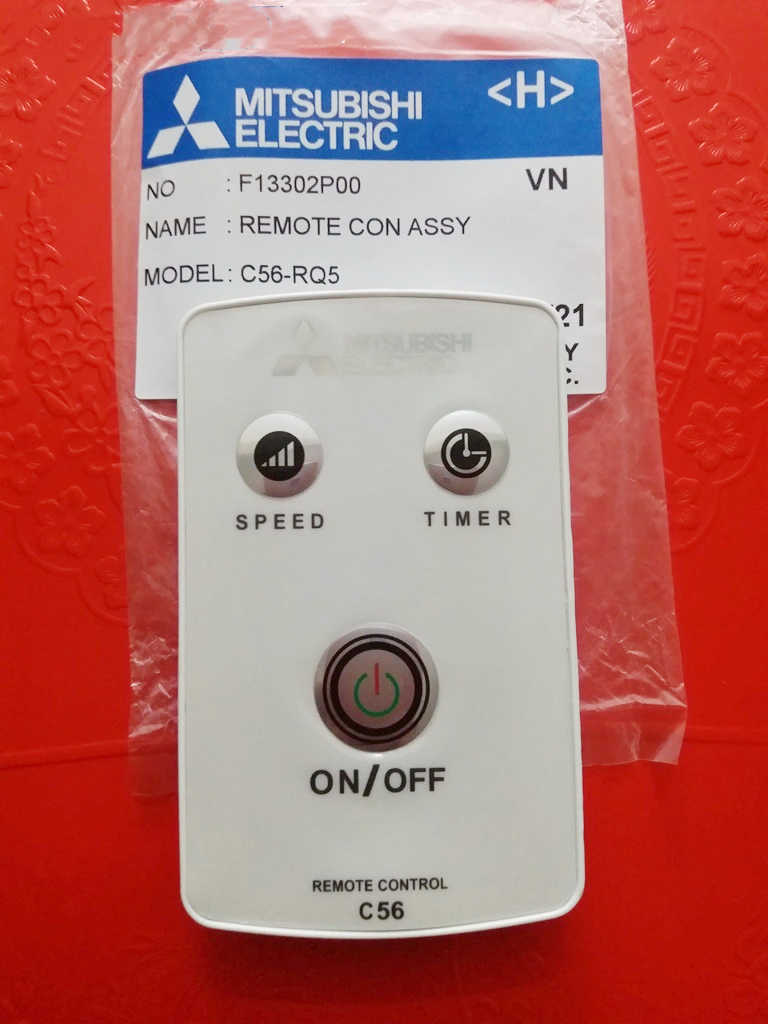 MITSUBISHI
ELECTRIC
<H>
NO : F13302P00
VN
NAME : REMOTE CON ASSY
MODEL : C56-RQ5
21
Y
C.
MITSUBISHI
ELECTRIC
SPEED
TIMER
ON/OFF
REMOTE CONTROL
C56